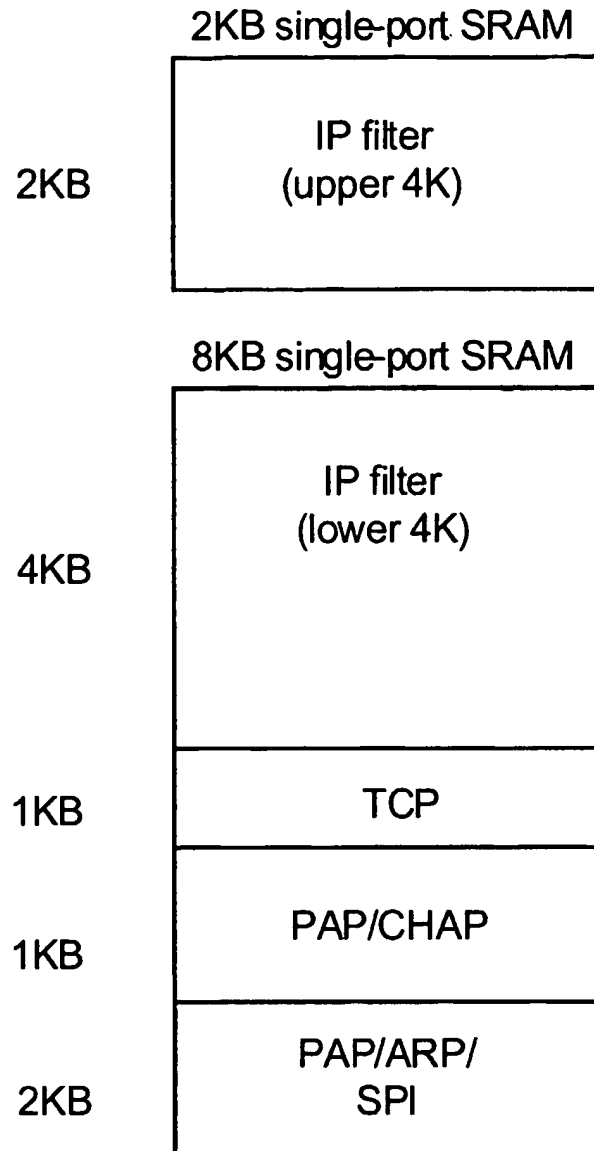 2KB single-port SRAM
IP filter
(upper 4K)
2KB
8KB single-port SRAM
IP filter
(lower 4K)
4KB
TCP
1KB
PAP/CHAP
1KB
PAP/ARP/
SPI
2KB